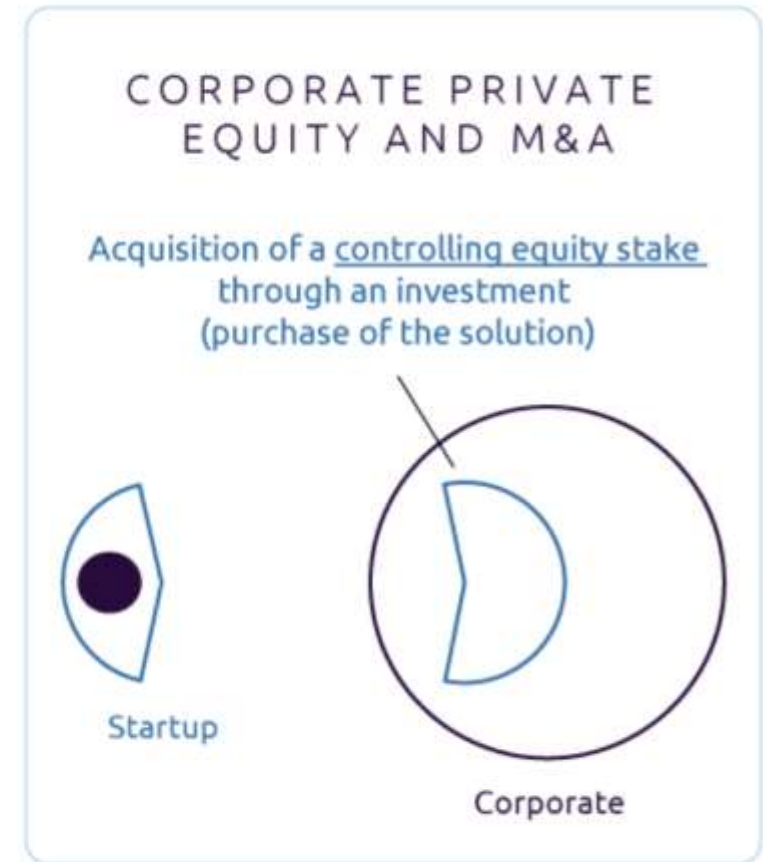 CORPORATE PRIVATE
EQUITY AND M&A
Acquisition of a controlling equity stake
through an investment
(purchase of the solution)
Startup
Corporate